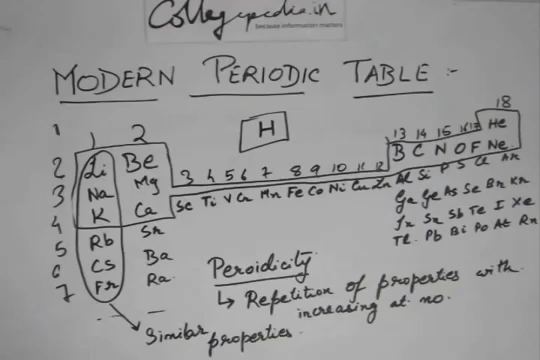 Collegepedia.in
because information matters
MODERN PERIODIC TABLE :-
18
1 1 2 H 13 14 15 16 17 He
2 Li Be 3 4 5 6 7 8 9 10 11 12 B C N O F Ne
3 Na Mg Al Si P S Cl Ar
4 K Ca Sc Ti V Cr Mn Fe Co Ni Cu Zn Ga Ge As Se Br Kr
5 Rb Sr In Sn Sb Te I Xe
6 Cs Ba Tl Pb Bi Po At Rn
7 Fr Ra
Peroidicity
↳ Repetition of properties with
increasing at no.
Similar
properties.